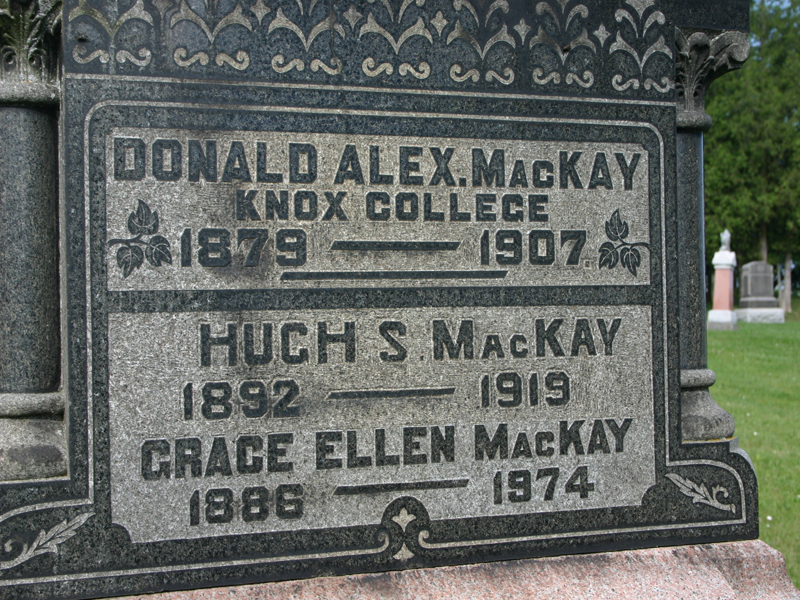 DONALD ALEX. MACKAY
KNOX COLLEGE
1879 — 1907.
HUGH S. MACKAY
1892 — 1919
GRACE ELLEN MACKAY
1886 — 1974